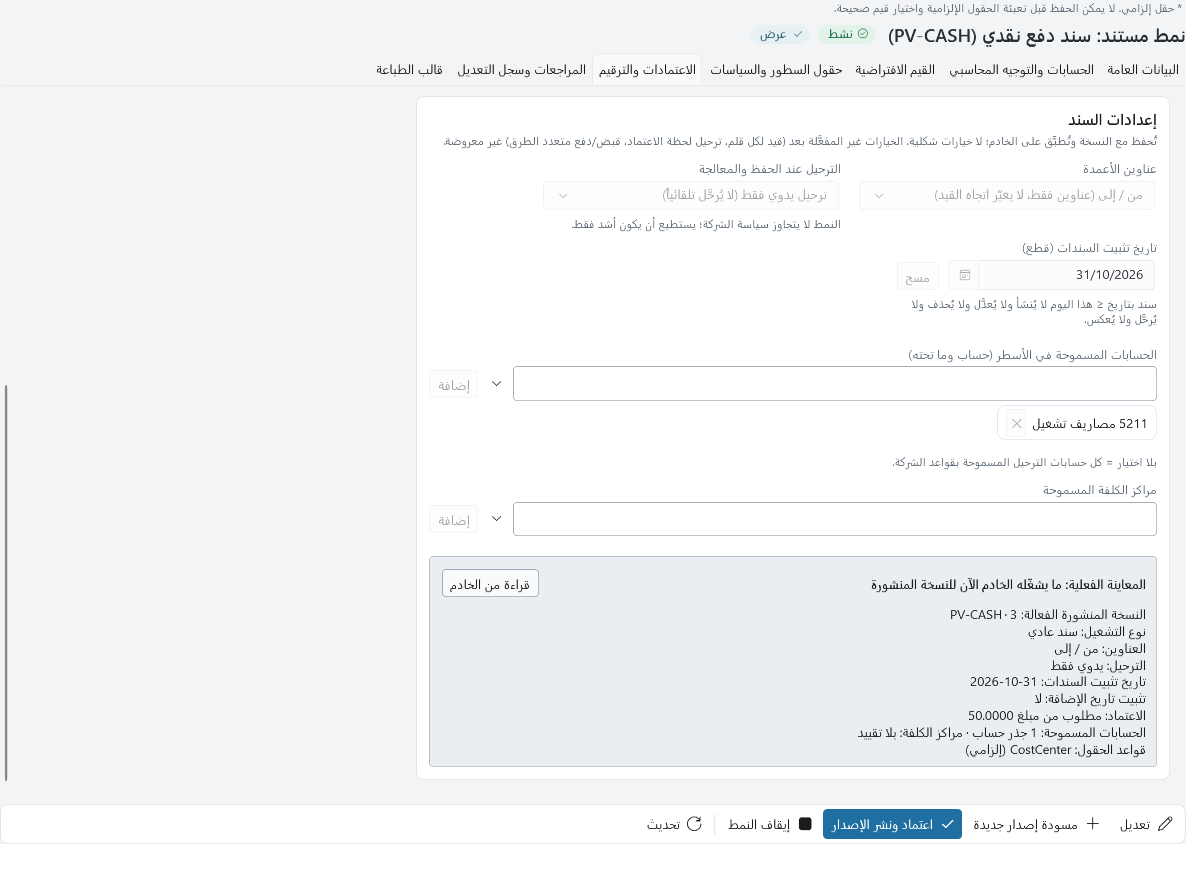 * حقل إلزامي. لا يمكن الحفظ قبل تعبئة الحقول الإلزامية واختيار قيم صحيحة.
نمط مستند: سند دفع نقدي (PV-CASH) نشط عرض
البيانات العامة الحسابات والتوجيه المحاسبي القيم الافتراضية حقول السطور والسياسات الاعتمادات والترقيم المراجعات وسجل التعديل قالب الطباعة
إعدادات السند
تُحفظ مع النسخة وتُطبَّق على الخادم؛ لا خيارات شكلية. الخيارات غير المفعَّلة بعد (قيد لكل قلم، ترحيل لحظة الاعتماد، قبض/دفع متعدد الطرق) غير معروضة.
عناوين الأعمدة الترحيل عند الحفظ والمعالجة
من / إلى (عناوين فقط، لا يغيّر اتجاه القيد) ترحيل يدوي فقط (لا يُرحَّل تلقائياً)
النمط لا يتجاوز سياسة الشركة؛ يستطيع أن يكون أشد فقط.
تاريخ تثبيت السندات (قطع)
31/10/2026 مسح
سند بتاريخ ≤ هذا اليوم لا يُنشأ ولا يُعدَّل ولا يُحذف ولا
يُرحَّل ولا يُعكس.
الحسابات المسموحة في الأسطر (حساب وما تحته)
إضافة
5211 مصاريف تشغيل
بلا اختيار = كل حسابات الترحيل المسموحة بقواعد الشركة.
مراكز الكلفة المسموحة
إضافة
المعاينة الفعلية: ما يشغّله الخادم الآن للنسخة المنشورة قراءة من الخادم
النسخة المنشورة الفعالة: PV-CASH · 3
نوع التشغيل: سند عادي
العناوين: من / إلى
الترحيل: يدوي فقط
تاريخ تثبيت السندات: 2026-10-31
تثبيت تاريخ الإضافة: لا
الاعتماد: مطلوب من مبلغ 50.0000
الحسابات المسموحة: 1 جذر حساب · مراكز الكلفة: بلا تقييد
قواعد الحقول: CostCenter (إلزامي)
تعديل مسودة إصدار جديدة اعتماد ونشر الإصدار إيقاف النمط تحديث